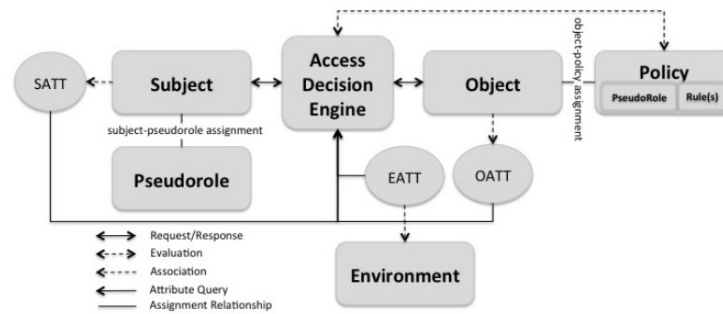 SATT
Subject
Access
Decision
Engine
Object
object-policy assignment
Policy
PseudoRole
Rule(s)
subject-pseudorole assignment
Pseudorole
EATT
OATT
Environment
Request/Response
Evaluation
Association
Attribute Query
Assignment Relationship